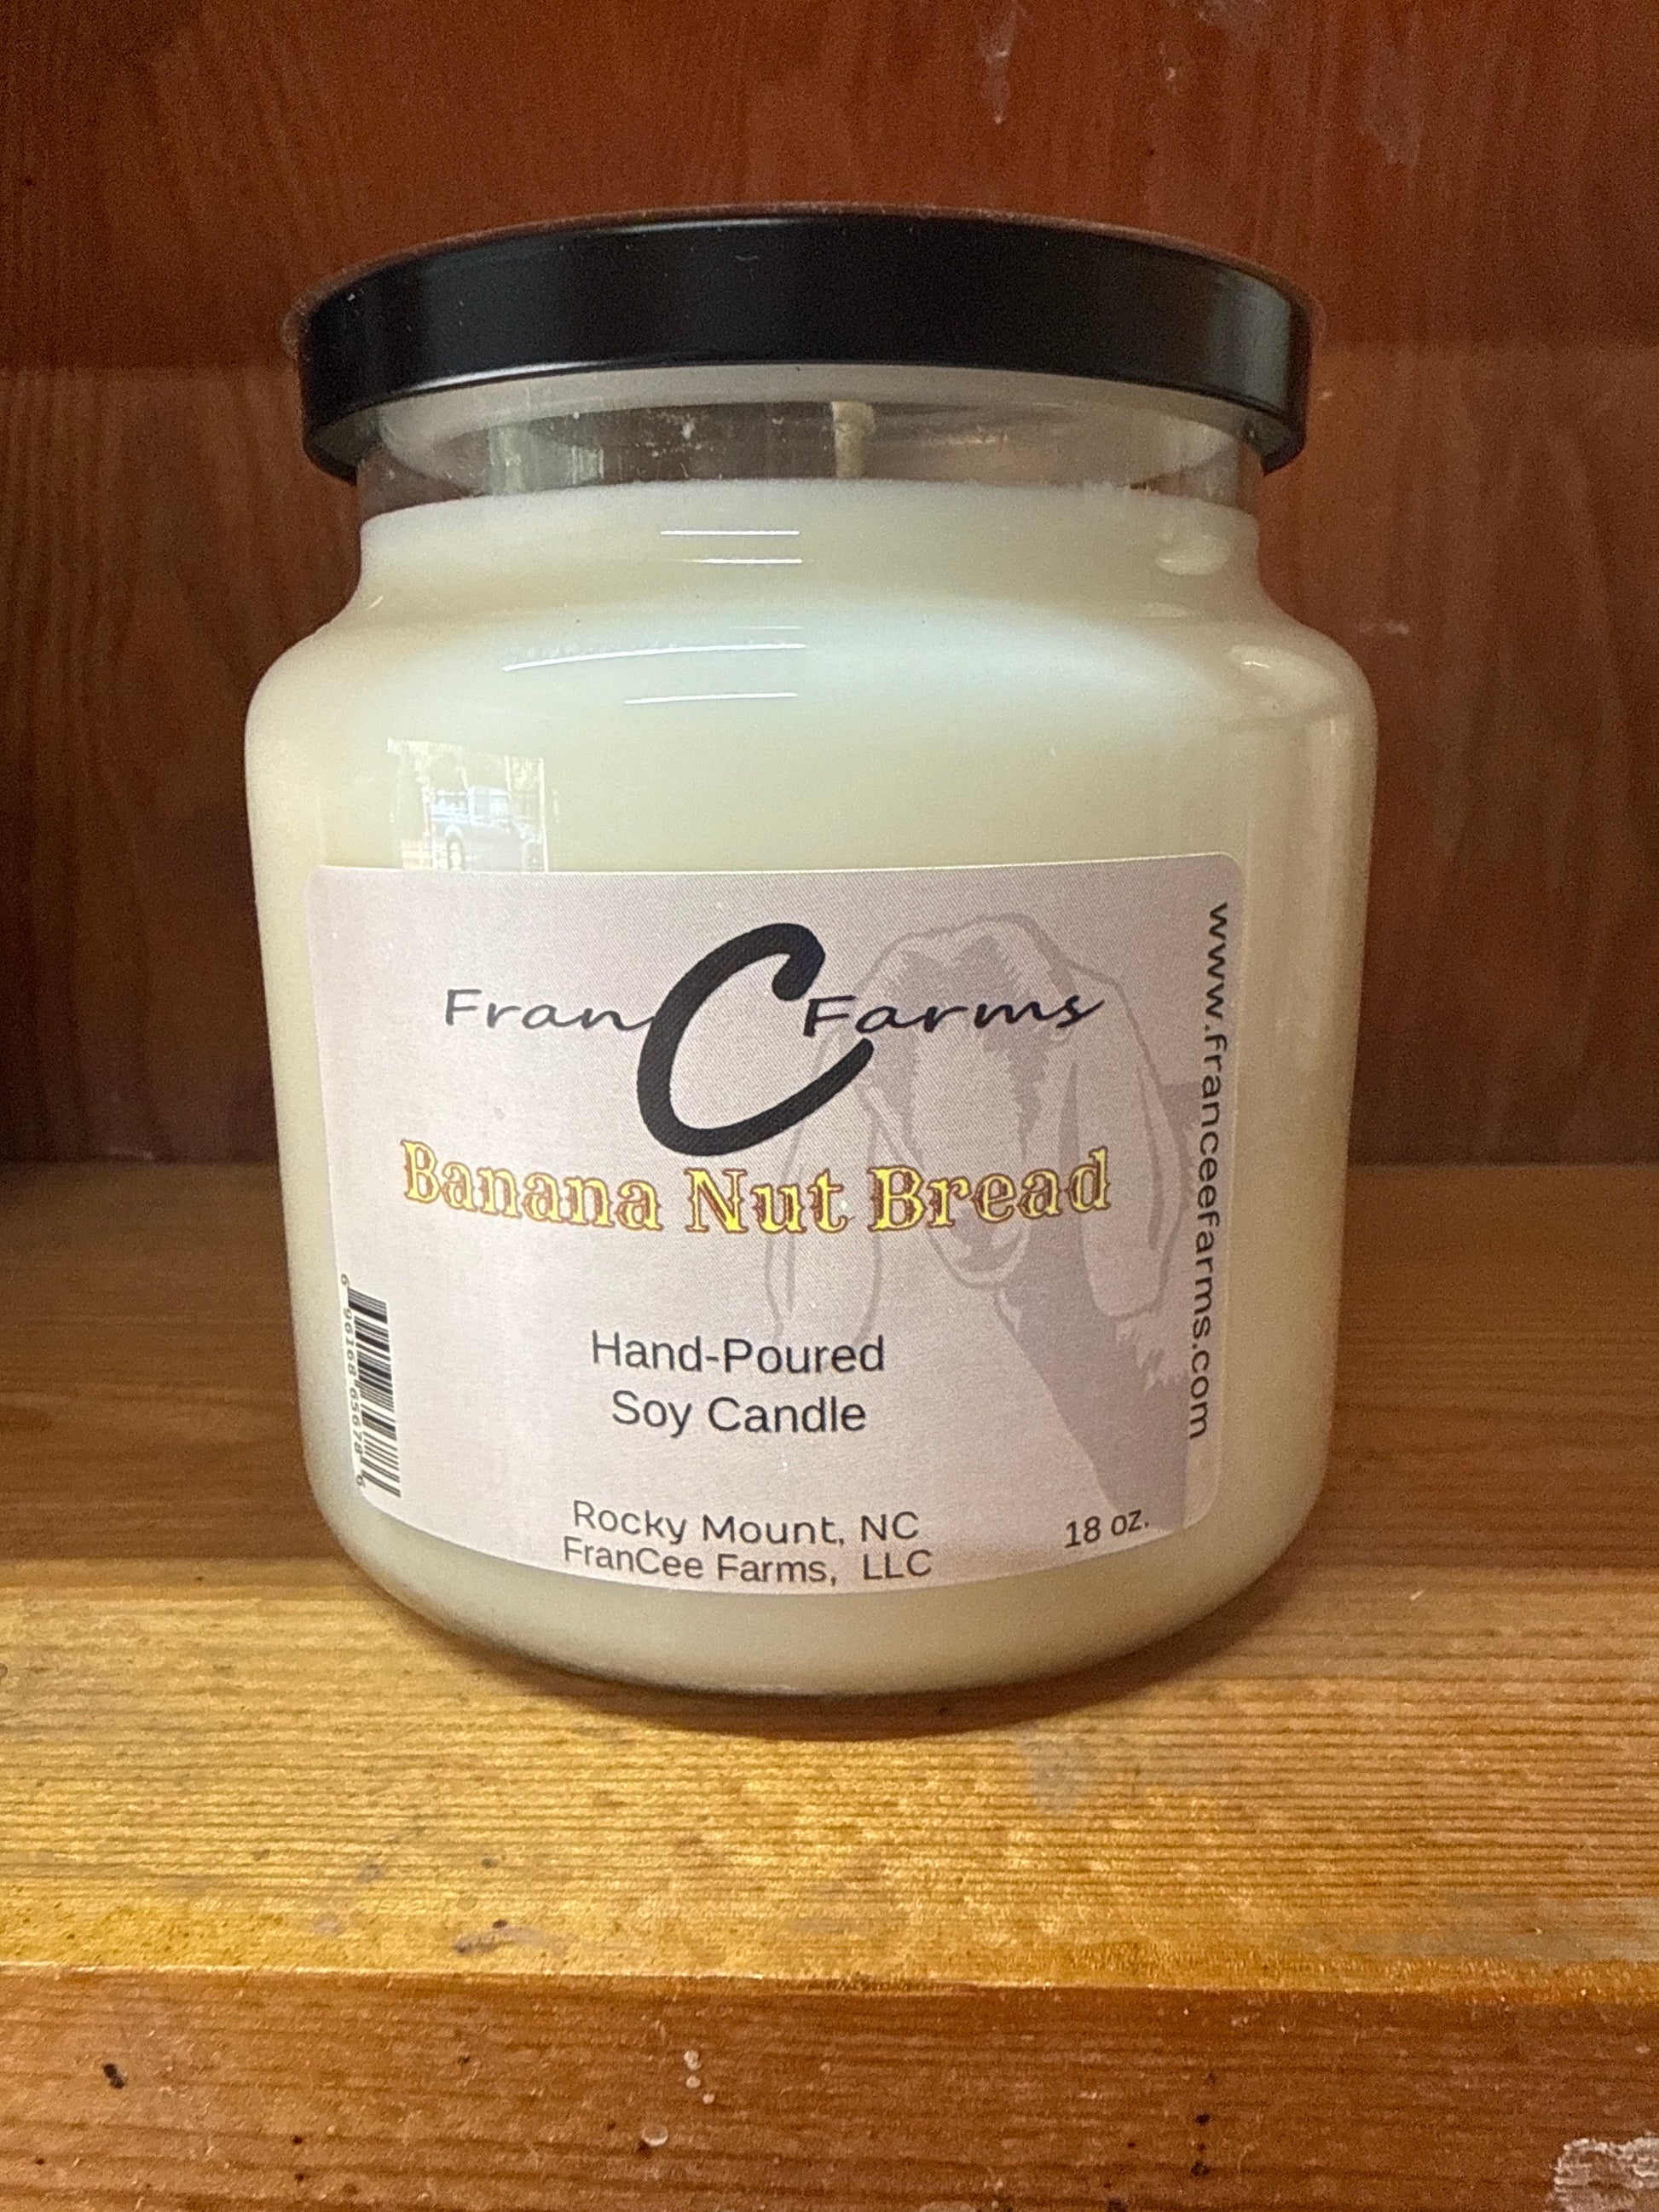 Fran C Farms
Banana Nut Bread
Hand-Poured
Soy Candle
Rocky Mount, NC
FranCee Farms, LLC
18 oz.
www.franceefarms.com